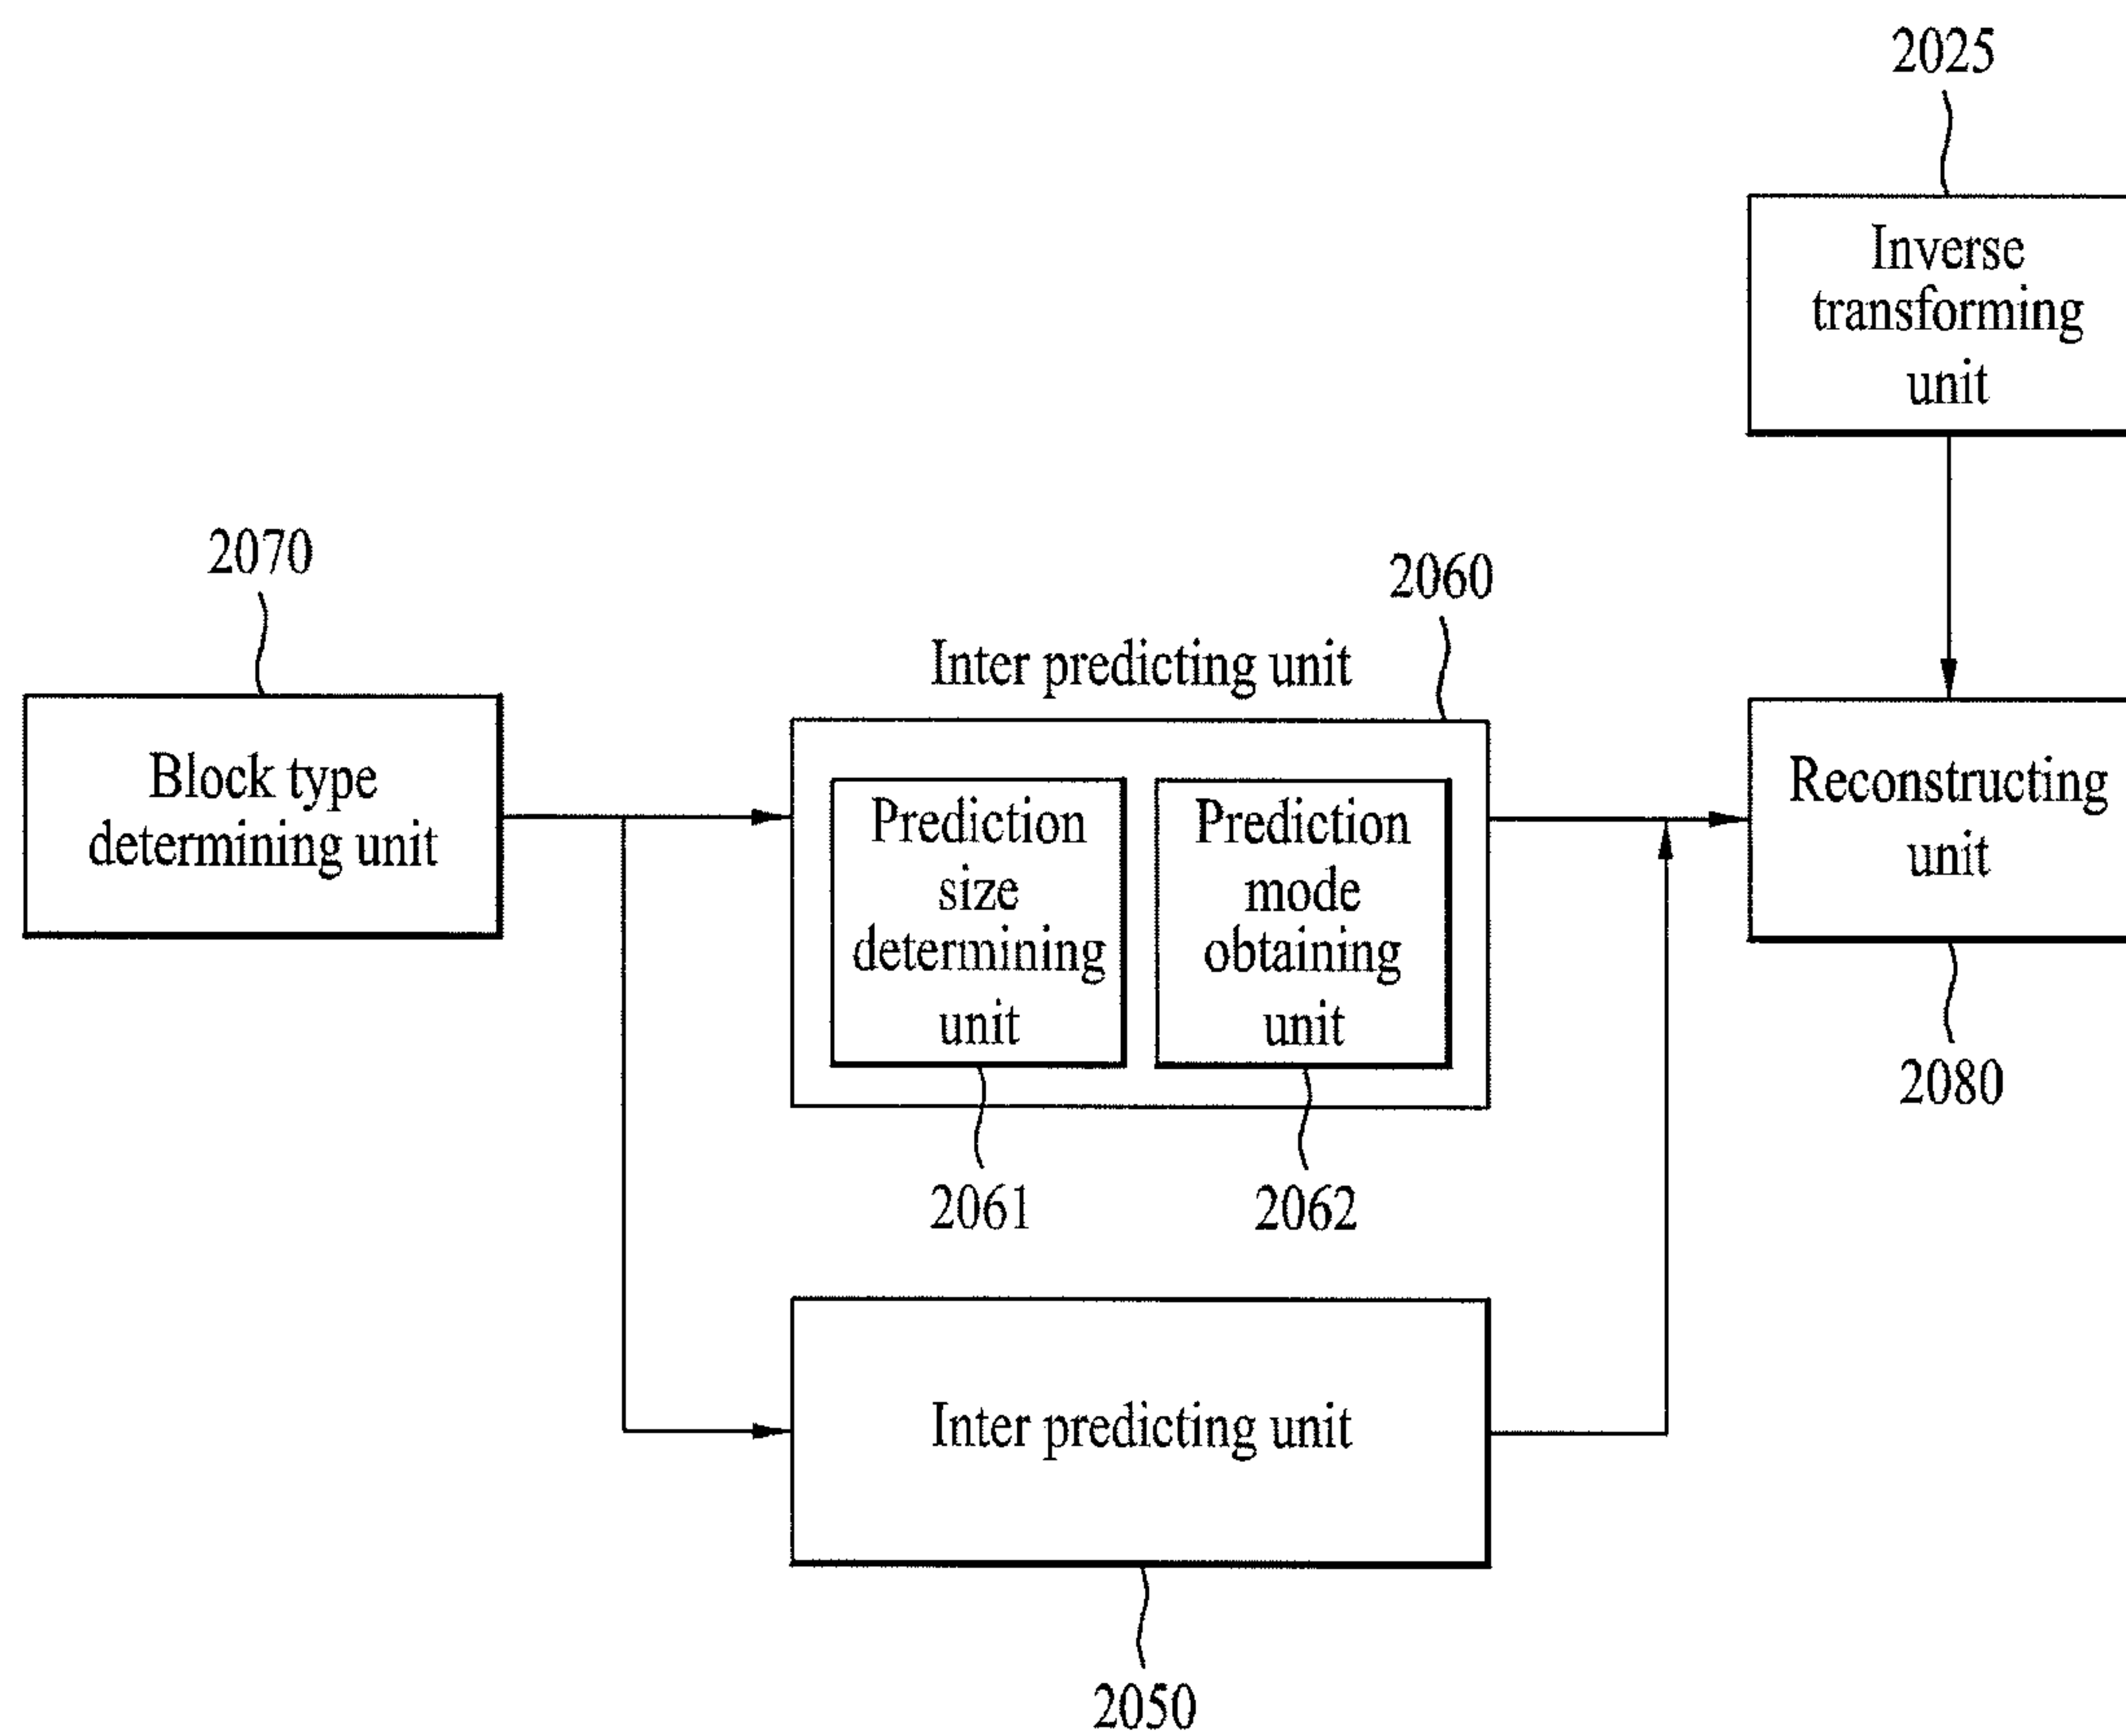 2025
Inverse
transforming
unit
2070
2060
Inter predicting unit
Block type
determining unit
Prediction
size
determining
unit
Prediction
mode
obtaining
unit
Reconstructing
unit
2080
2061
2062
Inter predicting unit
2050